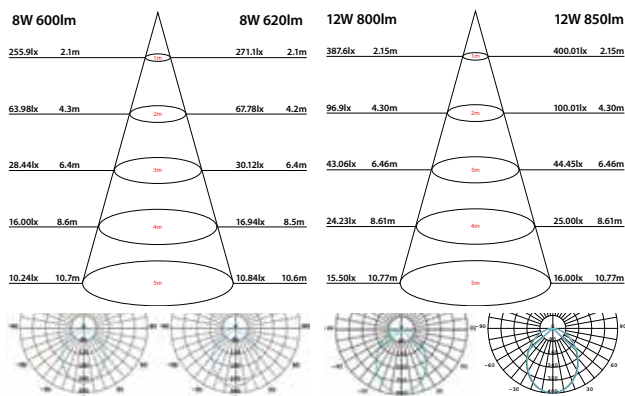 8W 600lm 8W 620lm 12W 800lm 12W 850lm
255.9lx 2.1m 1m 271.1lx 2.1m 387.6lx 2.15m 1m 400.01lx 2.15m
63.98lx 4.3m 2m 67.78lx 4.2m 96.9lx 4.30m 2m 100.01lx 4.30m
28.44lx 6.4m 3m 30.12lx 6.4m 43.06lx 6.46m 3m 44.45lx 6.46m
16.00lx 8.6m 4m 16.94lx 8.5m 24.23lx 8.61m 4m 25.00lx 8.61m
10.24lx 10.7m 5m 10.84lx 10.6m 15.50lx 10.77m 5m 16.00lx 10.77m
-90 90
-60 60
-30 30